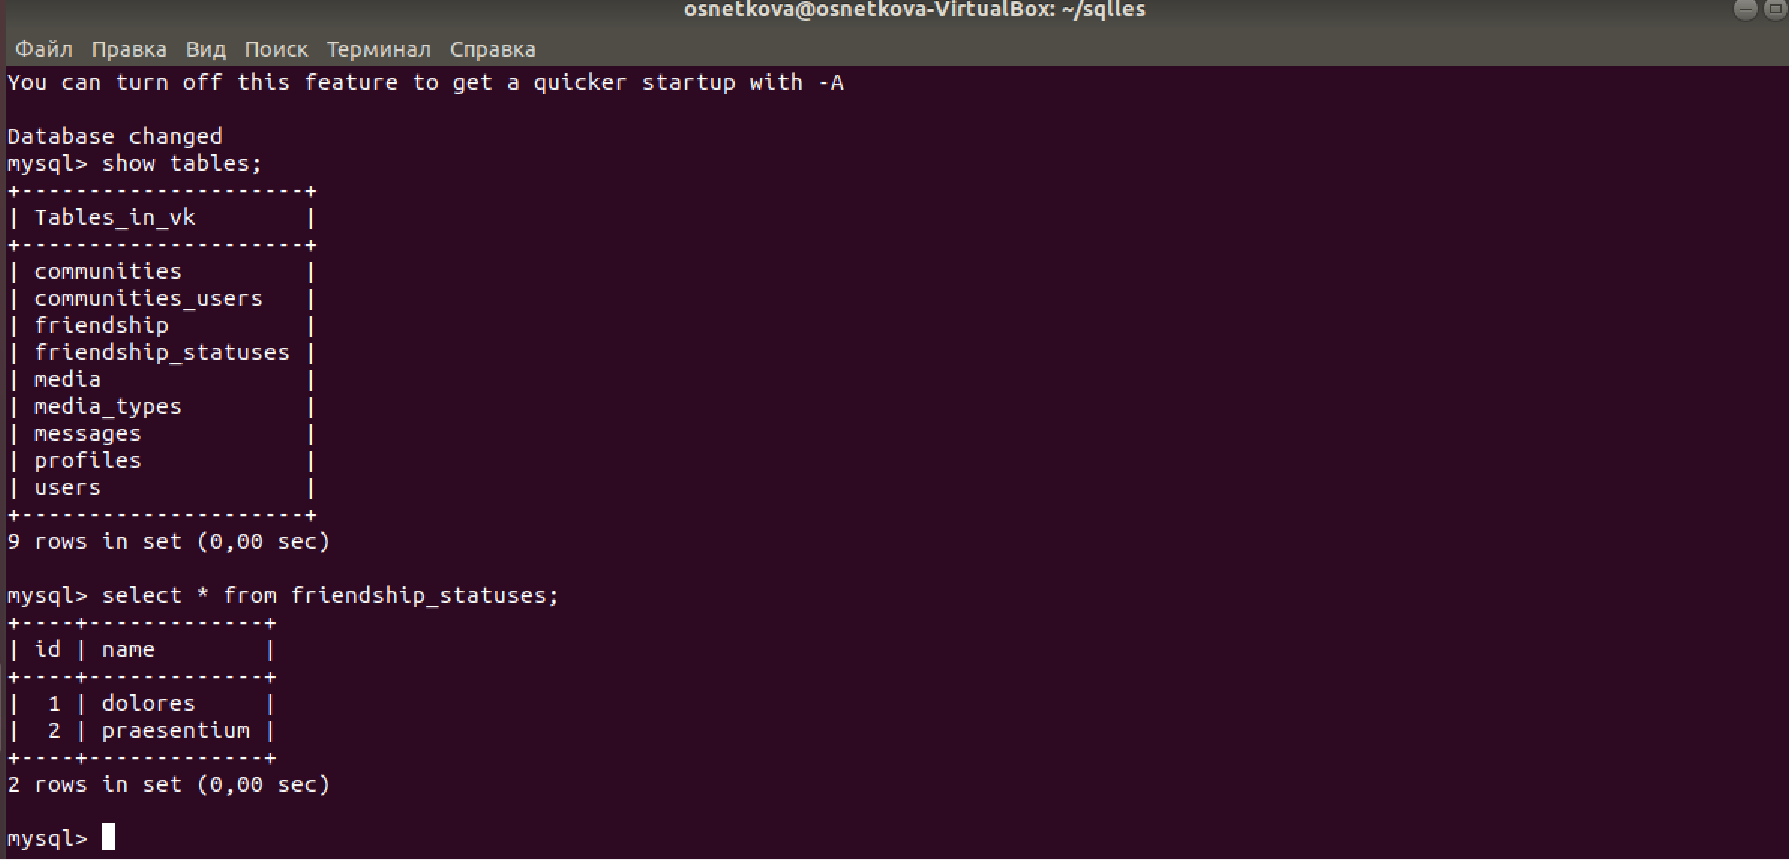 osnetkova@osnetkova-VirtualBox: ~/sqlles
Файл Правка Вид Поиск Терминал Справка
You can turn off this feature to get a quicker startup with -A
Database changed
mysql> show tables;
+---------------------+
| Tables_in_vk        |
+---------------------+
| communities         |
| communities_users   |
| friendship          |
| friendship_statuses |
| media               |
| media_types         |
| messages            |
| profiles            |
| users               |
+---------------------+
9 rows in set (0,00 sec)
mysql> select * from friendship_statuses;
+----+-------------+
| id | name        |
+----+-------------+
|  1 | dolores     |
|  2 | praesentium |
+----+-------------+
2 rows in set (0,00 sec)
mysql>